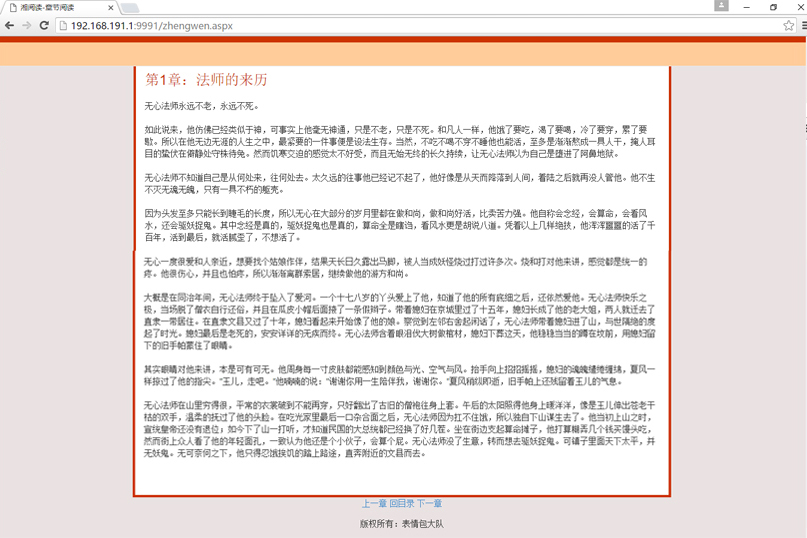 湘阅读-章节阅读
192.168.191.1:9991/zhengwen.aspx
第1章：法师的来历
无心法师永远不老，永远不死。
如此说来，他仿佛已经类似于神，可事实上他毫无神通，只是不老，只是不死。和凡人一样，他饿了要吃，渴了要喝，冷了要穿，累了要
歇。所以在他无边无涯的人生之中，最紧要的一件事便是设法生存。当然，不吃不喝不穿不睡他也能活，至多是渐渐熬成一具人干，掩人耳
目的蛰伏在僻静处守株待兔。然而饥寒交迫的感觉太不好受，而且无始无终的长久持续，让无心法师以为自己是堕进了阿鼻地狱。
无心法师不知道自己是从何处来，往何处去。太久远的往事他已经记不起了，他好像是从天而降落到人间，着陆之后就再没人管他。他不生
不灭无魂无魄，只有一具不朽的躯壳。
因为头发至多只能长到睫毛的长度，所以无心在大部分的岁月里都在做和尚，做和尚好活，比卖苦力强。他自称会念经，会算命，会看风
水，还会驱妖捉鬼。其中念经是真的，驱妖捉鬼也是真的，算命全是瞎诌，看风水更是胡说八道。凭着以上几样绝技，他浑浑噩噩的活了千
百年，活到最后，就活腻歪了，不想活了。
无心一度很爱和人亲近，想要找个姑娘作伴，结果天长日久露出马脚，被人当成妖怪烧过打过许多次。烧和打对他来讲，感觉都是统一的
疼。他很伤心，并且也怕疼，所以渐渐离群索居，继续做他的游方和尚。
大概是在同治年间，无心法师终于坠入了爱河。一个十七八岁的丫头爱上了他，知道了他的所有底细之后，还依然爱他。无心法师快乐之
极，当场脱了僧衣自行还俗，并且在瓜皮小帽后面接了一条假辫子。带着媳妇在京城里过了十五年，媳妇长成了他的老大姐，两人就迁去了
直隶一带居住。在直隶文县又过了十年，媳妇看起来开始像了他的娘。察觉到左邻右舍起闲话了，无心法师带着媳妇进了山，与世隔绝的度
起了时光。媳妇最后是老死的，安安详详的无疾而终。无心法师含着眼泪伐大树做棺材，媳妇下葬这天，他稳稳当当的蹲在坟前，用媳妇留
下的旧手帕蒙住了眼睛。
其实眼睛对他来讲，本是可有可无。他周身每一寸皮肤都能感知到颜色与光、空气与风。抬手向上招招摇摇，媳妇的魂魄缱绻缠绕，夏风一
样掠过了他的指尖。“玉儿，走吧。”他喃喃的说：“谢谢你用一生陪伴我，谢谢你。”夏风稍纵即逝，旧手帕上还残留着玉儿的气息。
无心法师在山里穷得很，平常的衣裳破到不能再穿，只好翻出了古旧的僧袍往身上套。午后的太阳照得他身上暖洋洋，像是玉儿伸出苍老干
枯的双手，温柔的抚过了他的头脸。在吃光家里最后一口杂合面之后，无心法师因为扛不住饿，所以独自下山谋生去了。他当初上山之时，
宣统皇帝还没有退位；如今下了山一打听，才知道民国的大总统都已经换了好几茬。坐在街边支起算命摊子，他打算糊弄几个钱买馒头吃，
然而街上众人看了他的年轻面孔，一致认为他还是个小伙子，会算个屁。无心法师没了生意，转而想去驱妖捉鬼。可镇子里面天下太平，并
无妖鬼。无可奈何之下，他只得忍饿挨饥的踏上路途，直奔附近的文县而去。
上一章 回目录 下一章
版权所有：表情包大队